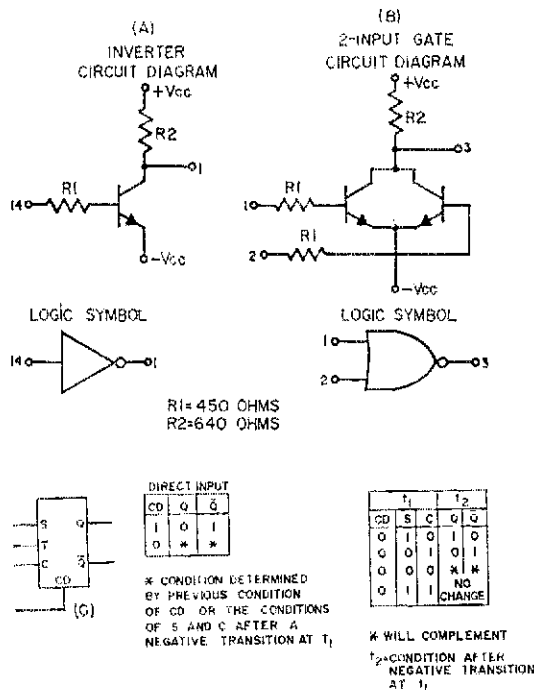 (A)
INVERTER
CIRCUIT DIAGRAM
+Vcc
R2
1
14
R1
-Vcc
LOGIC SYMBOL
14
1
(B)
2-INPUT GATE
CIRCUIT DIAGRAM
+Vcc
R2
3
1
R1
R1
2
-Vcc
LOGIC SYMBOL
1
2
3
R1=450 OHMS
R2=640 OHMS
S
T
C
Q
Q̄
CD
(C)
DIRECT INPUT
CD Q Q̄
1 0 1
0 * *
* CONDITION DETERMINED
BY PREVIOUS CONDITION
OF CD OR THE CONDITIONS
OF S AND C AFTER A
NEGATIVE TRANSITION AT T1
t1 t2
CD S C Q Q̄
0 1 0 1 0
0 0 1 0 1
0 0 0 * *
0 1 1 NO CHANGE
* WILL COMPLEMENT
t2=CONDITION AFTER
NEGATIVE TRANSITION
AT t1